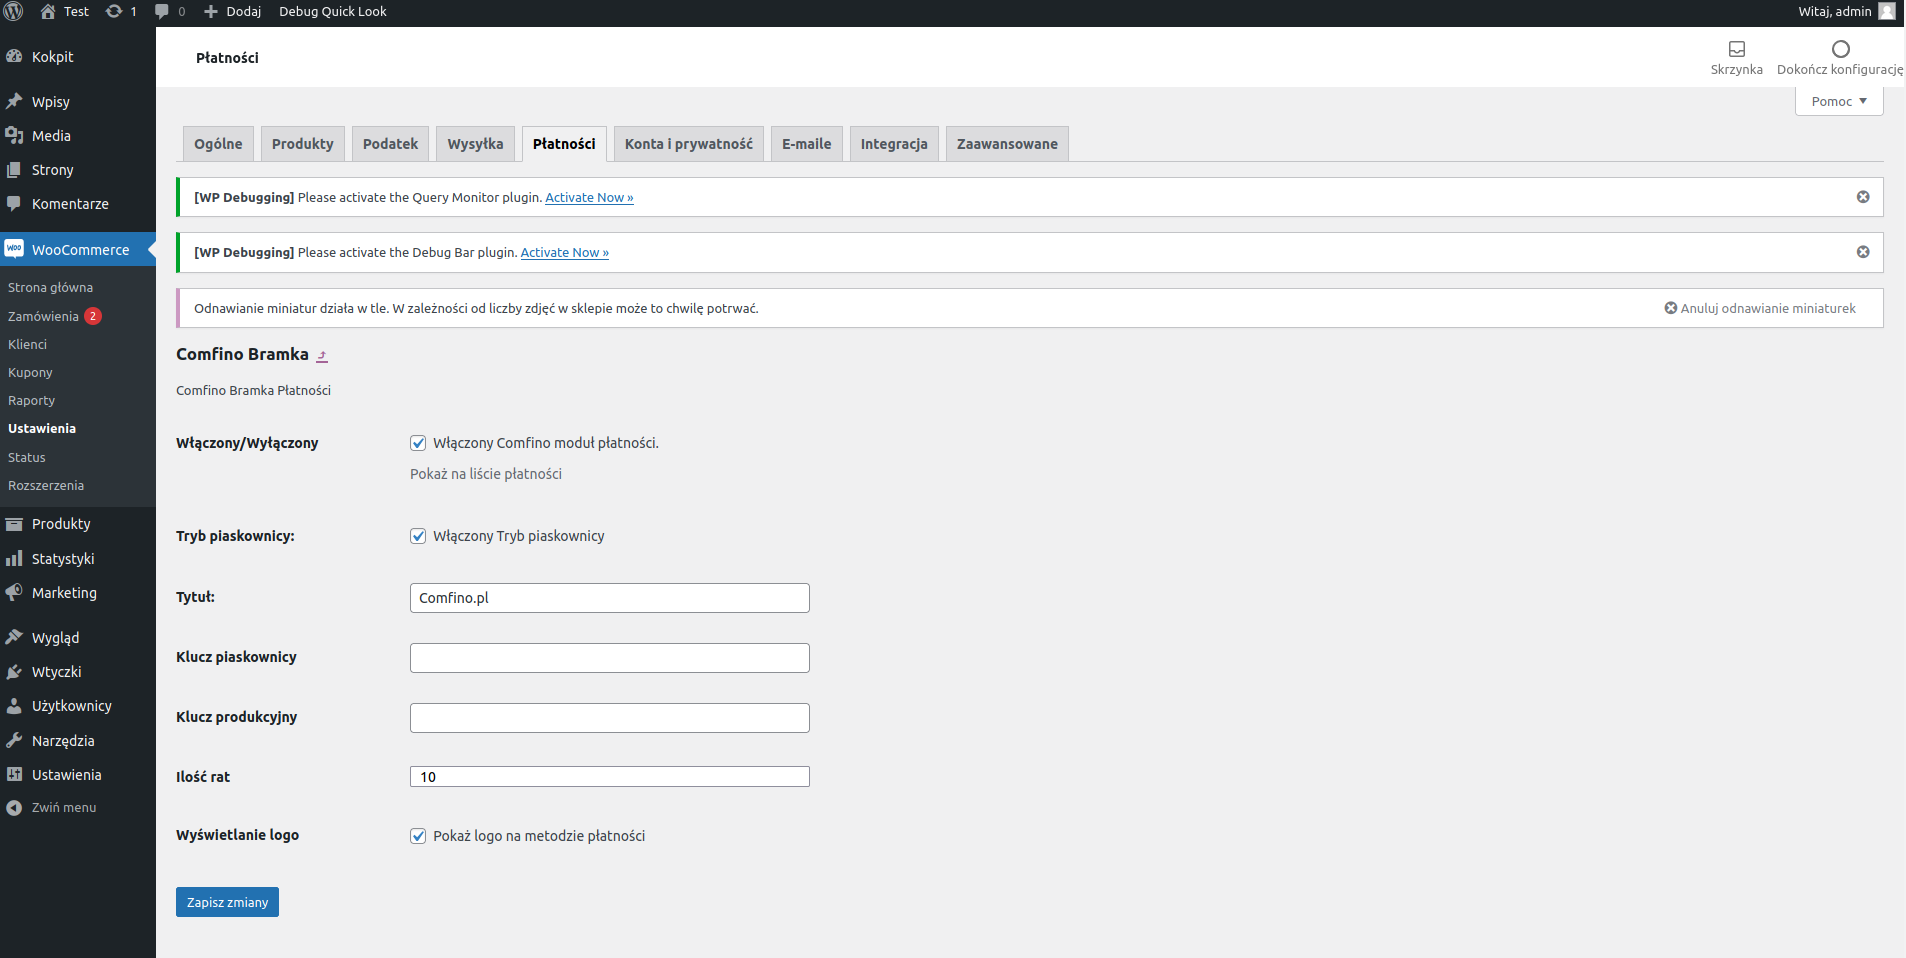 Test 1 0 Dodaj Debug Quick Look Witaj, admin
Kokpit
Wpisy
Media
Strony
Komentarze
WOO WooCommerce
Strona główna
Zamówienia 2
Klienci
Kupony
Raporty
Ustawienia
Status
Rozszerzenia
Produkty
Statystyki
Marketing
Wygląd
Wtyczki
Użytkownicy
Narzędzia
Ustawienia
Zwiń menu
Płatności
Skrzynka Dokończ konfigurację
Pomoc
Ogólne Produkty Podatek Wysyłka Płatności Konta i prywatność E-maile Integracja Zaawansowane
[WP Debugging] Please activate the Query Monitor plugin. Activate Now »
[WP Debugging] Please activate the Debug Bar plugin. Activate Now »
Odnawianie miniatur działa w tle. W zależności od liczby zdjęć w sklepie może to chwilę potrwać. Anuluj odnawianie miniaturek
Comfino Bramka ⤴
Comfino Bramka Płatności
Włączony/Wyłączony Włączony Comfino moduł płatności.
Pokaż na liście płatności
Tryb piaskownicy: Włączony Tryb piaskownicy
Tytuł: Comfino.pl
Klucz piaskownicy
Klucz produkcyjny
Ilość rat 10
Wyświetlanie logo Pokaż logo na metodzie płatności
Zapisz zmiany